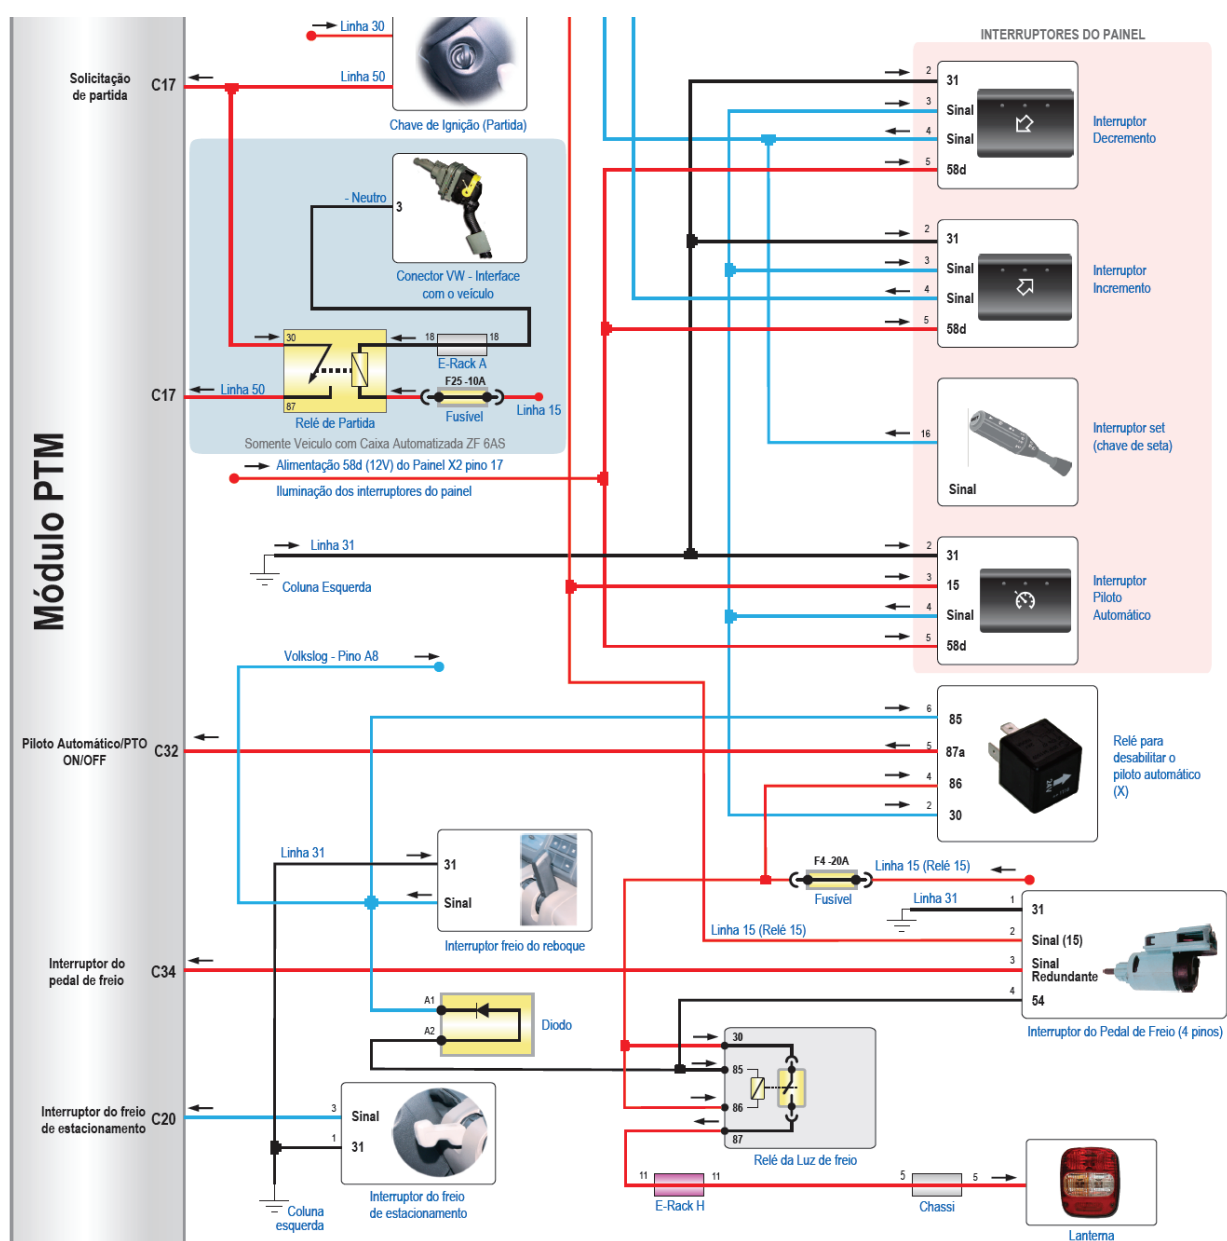 INTERRUPTORES DO PAINEL
Linha 30
Solicitação
de partida
C17
Linha 50
Chave de Ignição (Partida)
2
31
3
Sinal
4
Sinal
5
58d
Interruptor
Decremento
- Neutro
3
Conector VW - Interface
com o veículo
2
31
3
Sinal
4
Sinal
5
58d
Interruptor
Incremento
30
18
18
E-Rack A
F25 -10A
C17
Linha 50
87
Fusível
Linha 15
Relé de Partida
Somente Veiculo com Caixa Automatizada ZF 6AS
16
Sinal
Interruptor set
(chave de seta)
Alimentação 58d (12V) do Painel X2 pino 17
Iluminação dos interruptores do painel
Módulo PTM
Linha 31
Coluna Esquerda
2
31
3
15
4
Sinal
5
58d
Interruptor
Piloto
Automático
Volkslog - Pino A8
Piloto Automático/PTO
ON/OFF
C32
6
85
5
87a
4
86
2
30
Relé para
desabilitar o
piloto automático
(X)
Linha 31
31
Sinal
Interruptor freio do reboque
F4 -20A
Fusível
Linha 15 (Relé 15)
Linha 31
Linha 15 (Relé 15)
1
31
2
Sinal (15)
3
Sinal
Redundante
4
54
Interruptor do Pedal de Freio (4 pinos)
Interruptor do
pedal de freio
C34
A1
A2
Diodo
30
85
86
87
Relé da Luz de freio
Interruptor do freio
de estacionamento
C20
3
Sinal
1
31
Interruptor do freio
de estacionamento
Coluna
esquerda
11
11
E-Rack H
5
5
Chassi
Lanterna